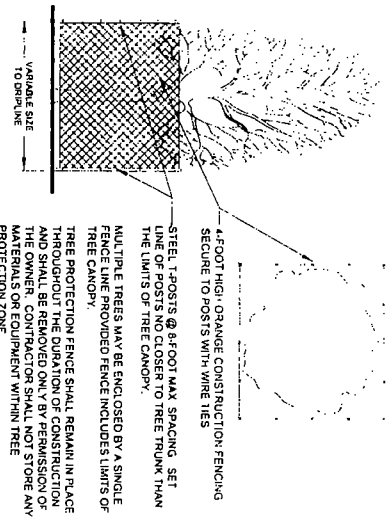 4-FOOT HIGH ORANGE CONSTRUCTION FENCING
SECURE TO POSTS WITH WIRE TIES
STEEL T-POSTS @ 8-FOOT MAX SPACING SET
LINE OF POSTS NO CLOSER TO TREE TRUNK THAN
THE LIMITS OF TREE CANOPY.
MULTIPLE TREES MAY BE ENCLOSED BY A SINGLE
FENCE LINE PROVIDED FENCE INCLUDES LIMITS OF
TREE CANOPY.
TREE PROTECTION FENCE SHALL REMAIN IN PLACE
THROUGHOUT THE DURATION OF CONSTRUCTION
AND SHALL BE REMOVED ONLY BY PERMISSION OF
THE OWNER. CONTRACTOR SHALL NOT STORE ANY
MATERIALS OR EQUIPMENT WITHIN TREE
PROTECTION ZONE
VARIABLE SIZE
TO DRIPLINE